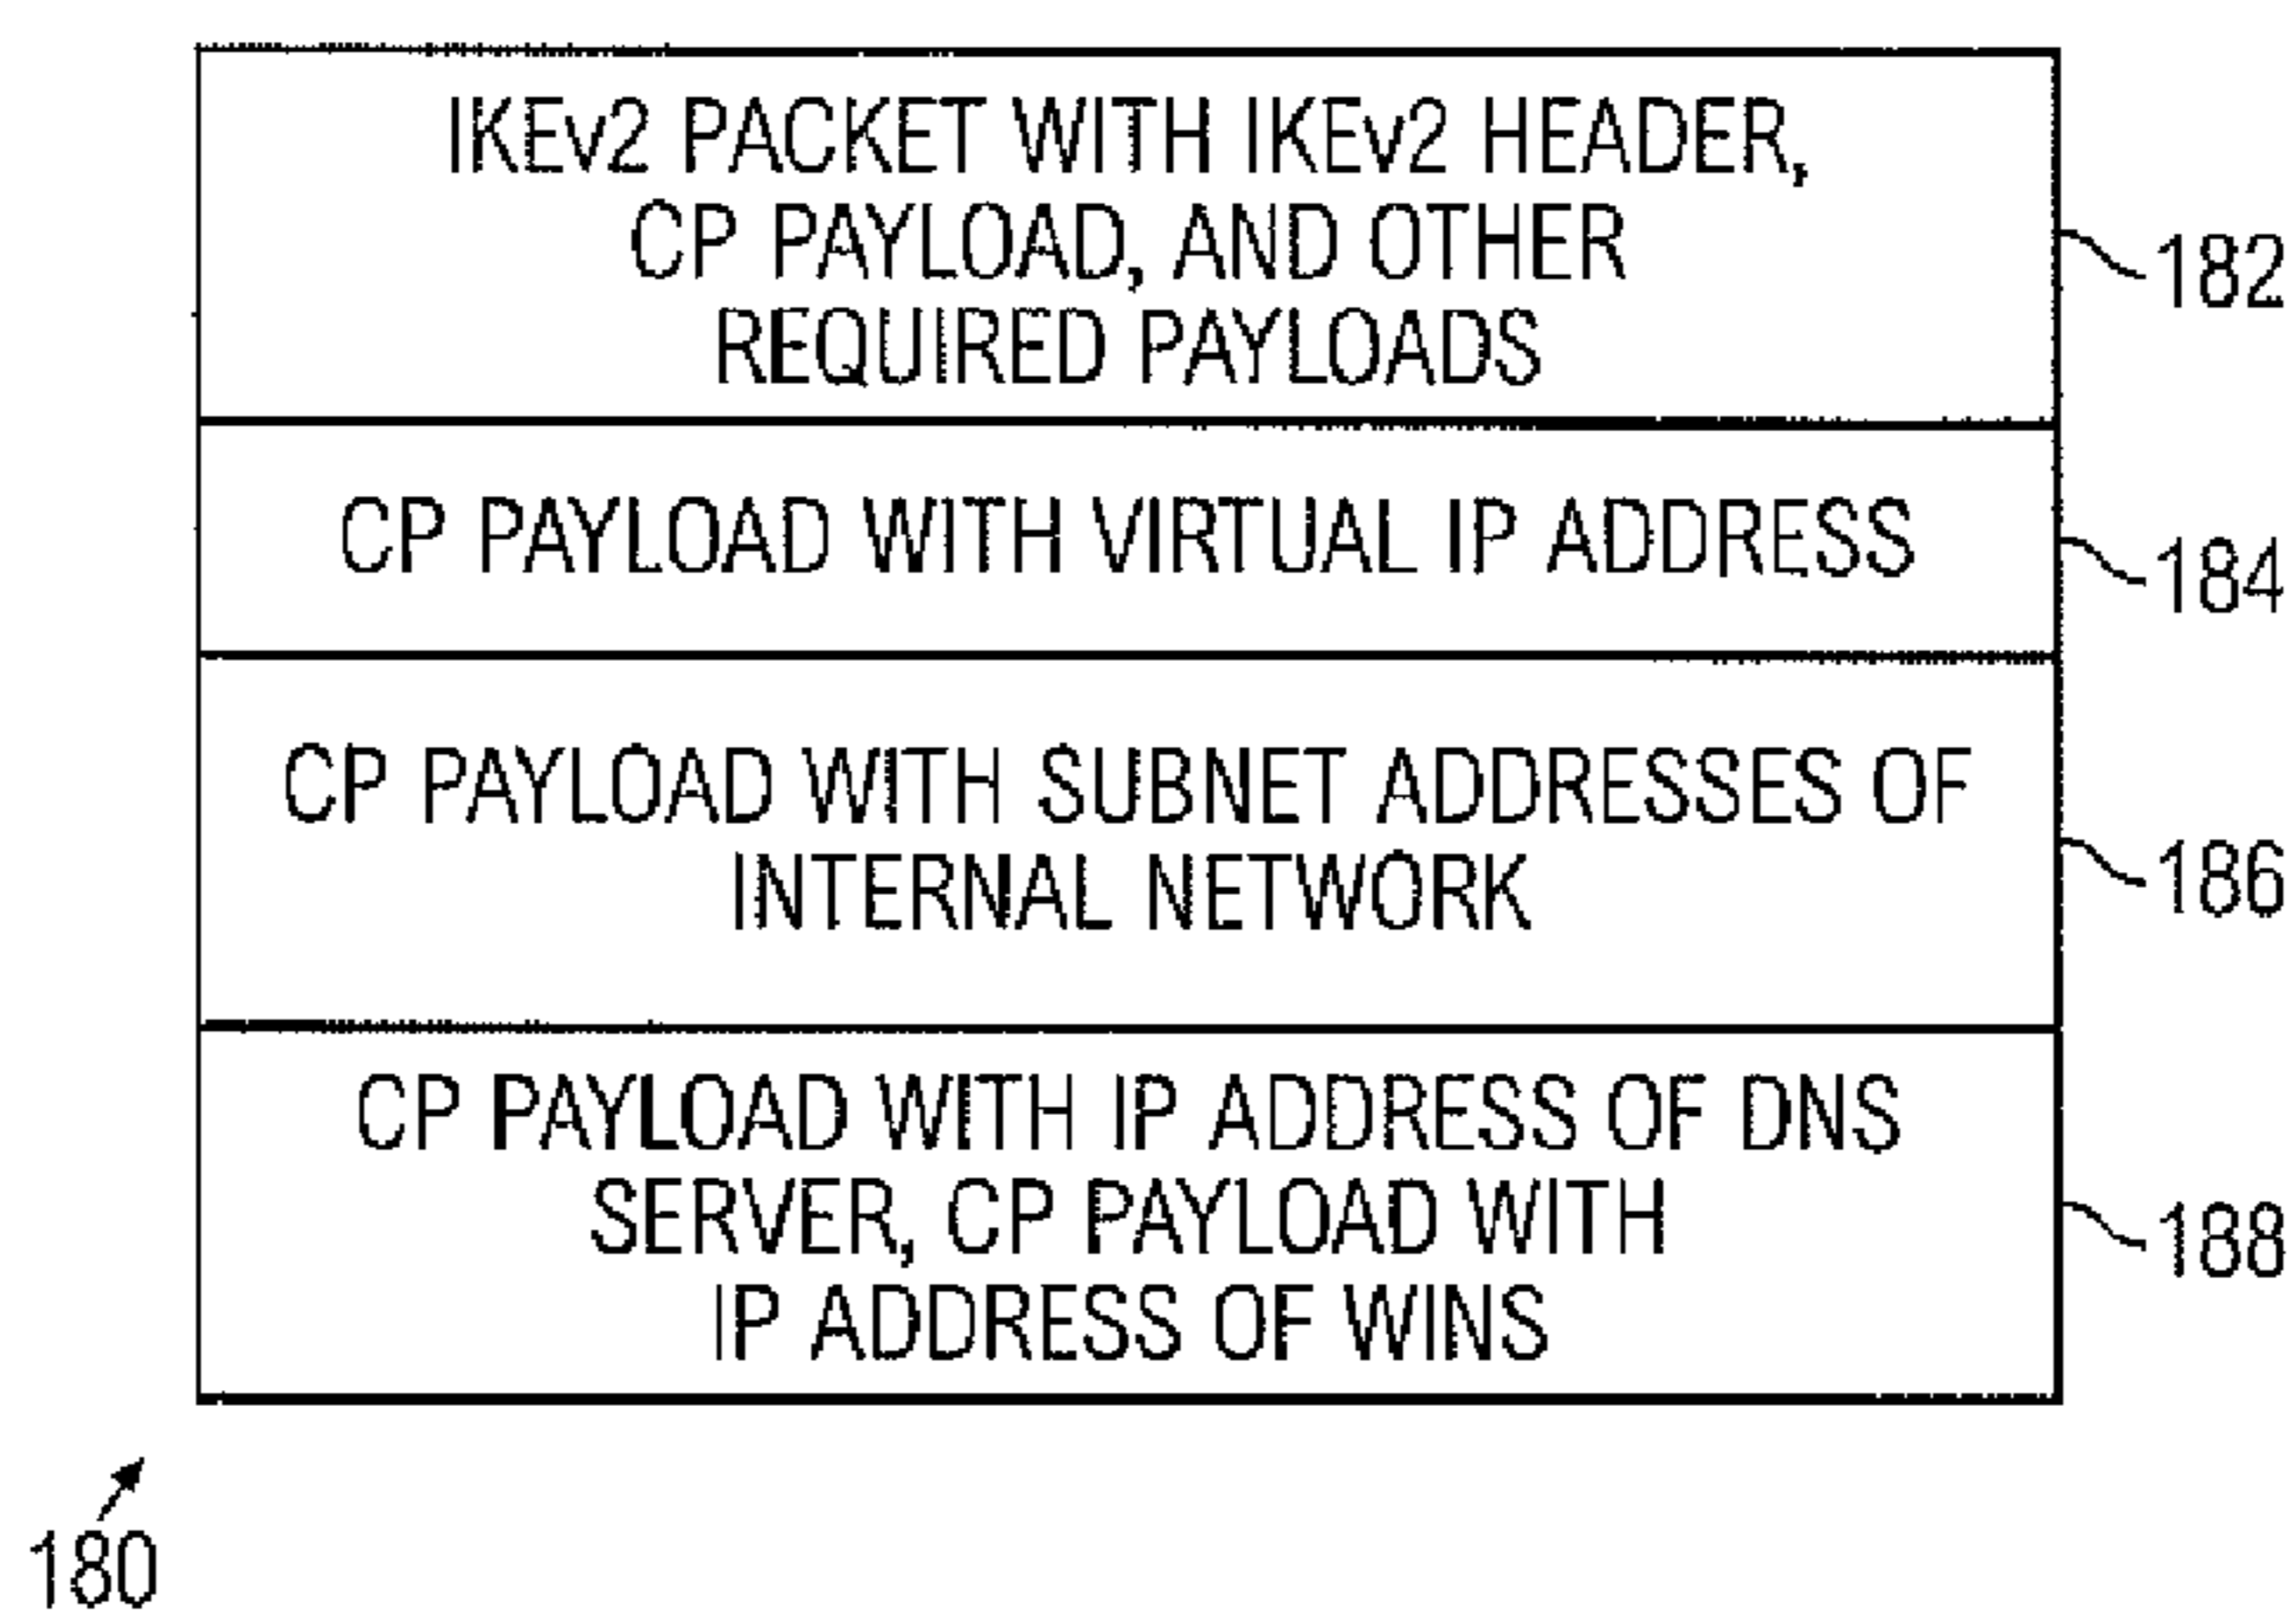 IKEv2 PACKET WITH IKEv2 HEADER,
CP PAYLOAD, AND OTHER
REQUIRED PAYLOADS
182
CP PAYLOAD WITH VIRTUAL IP ADDRESS
184
CP PAYLOAD WITH SUBNET ADDRESSES OF
INTERNAL NETWORK
186
CP PAYLOAD WITH IP ADDRESS OF DNS
SERVER, CP PAYLOAD WITH
IP ADDRESS OF WINS
188
180